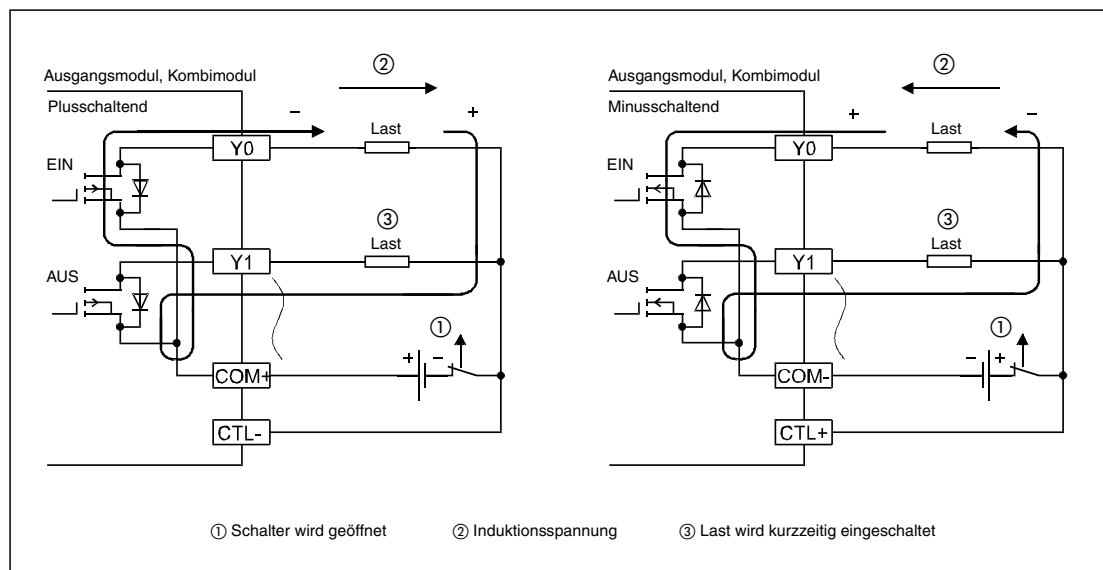 Ausgangsmodul, Kombimodul
Plusschaltend
②
−
+
Last
Y0
EIN
③
Last
Y1
AUS
①
+
−
COM+
CTL-
Ausgangsmodul, Kombimodul
Minusschaltend
②
+
−
Last
Y0
EIN
③
Last
Y1
AUS
①
−
+
COM-
CTL+
① Schalter wird geöffnet ② Induktionsspannung ③ Last wird kurzzeitig eingeschaltet